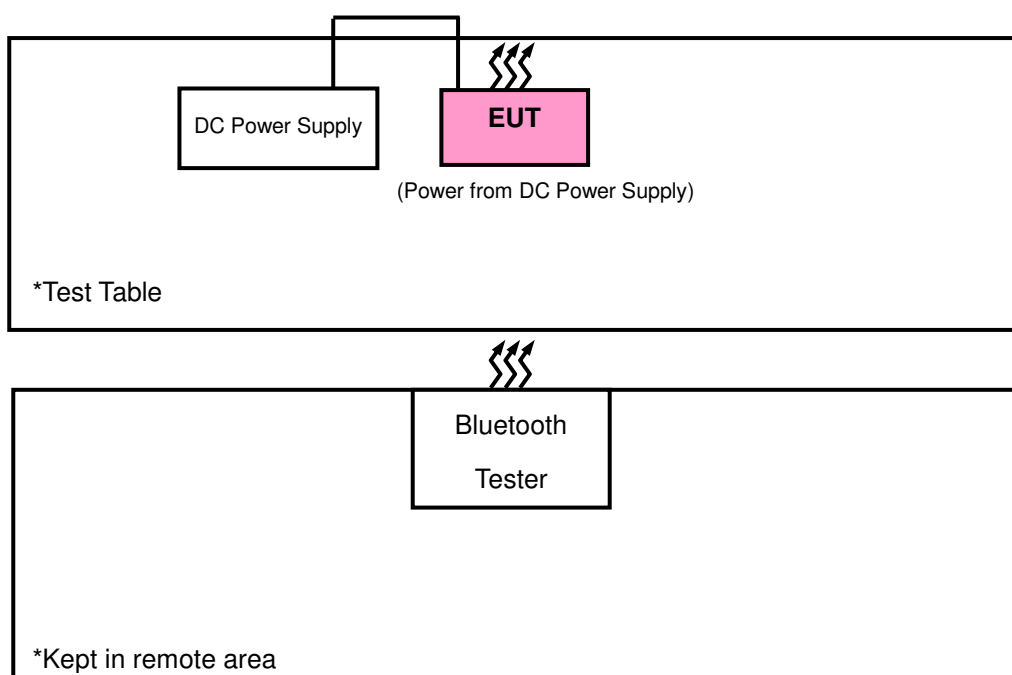 DC Power Supply
EUT
(Power from DC Power Supply)
*Test Table
Bluetooth
Tester
*Kept in remote area